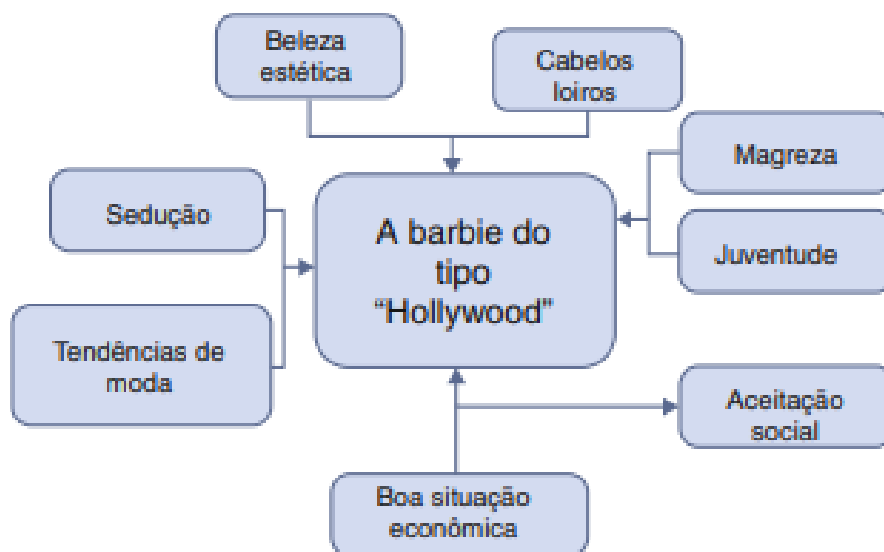 Beleza
estética
Cabelos
loiros
Magreza
Sedução
A barbie do
tipo
“Hollywood”
Juventude
Tendências de
moda
Aceitação
social
Boa situação
econômica